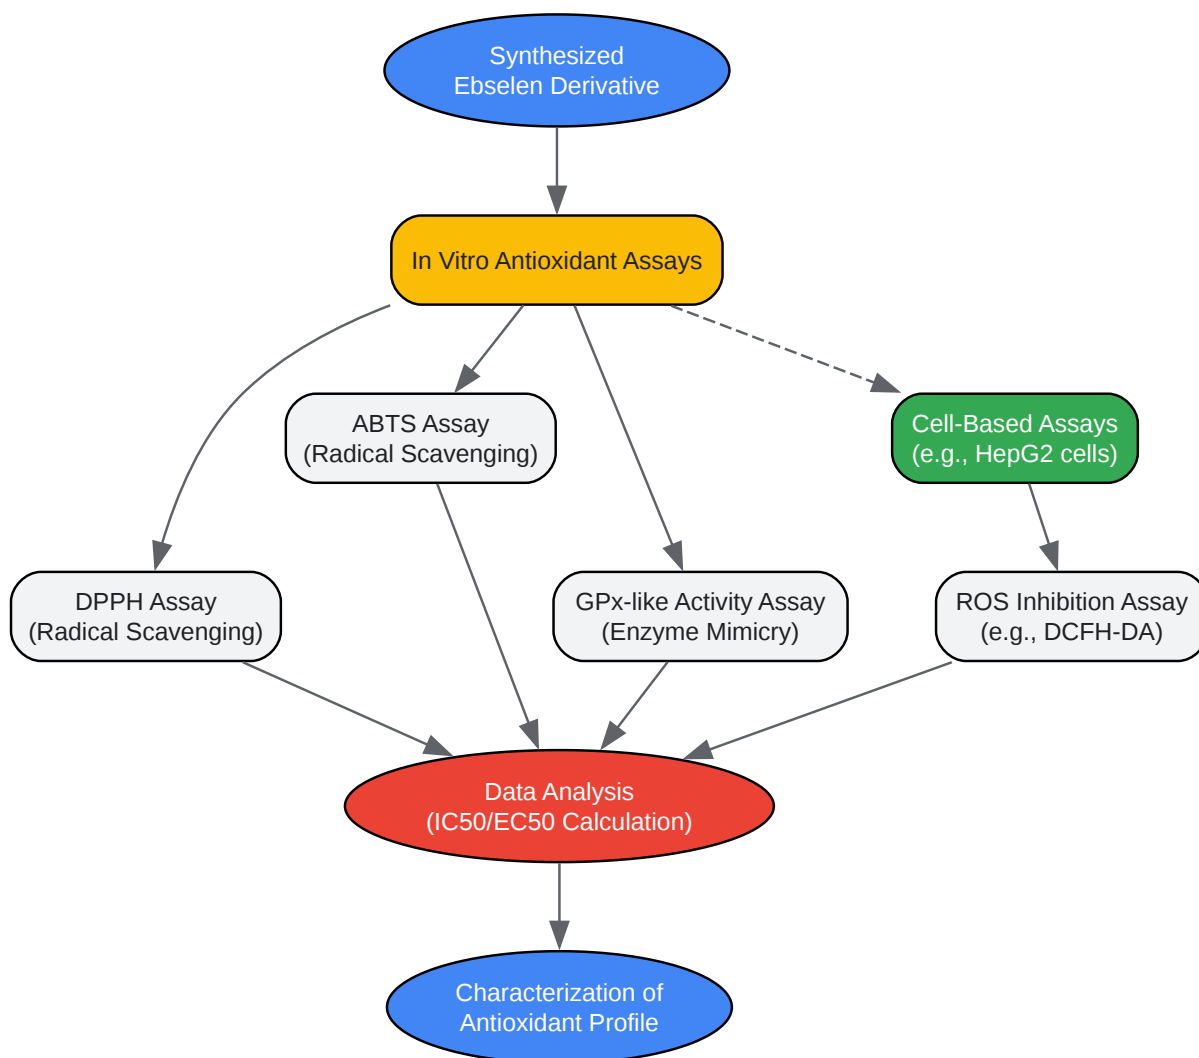 Synthesized
Ebselen Derivative
In Vitro Antioxidant Assays
ABTS Assay
(Radical Scavenging)
Cell-Based Assays
(e.g., HepG2 cells)
DPPH Assay
(Radical Scavenging)
GPx-like Activity Assay
(Enzyme Mimicry)
ROS Inhibition Assay
(e.g., DCFH-DA)
Data Analysis
(IC50/EC50 Calculation)
Characterization of
Antioxidant Profile